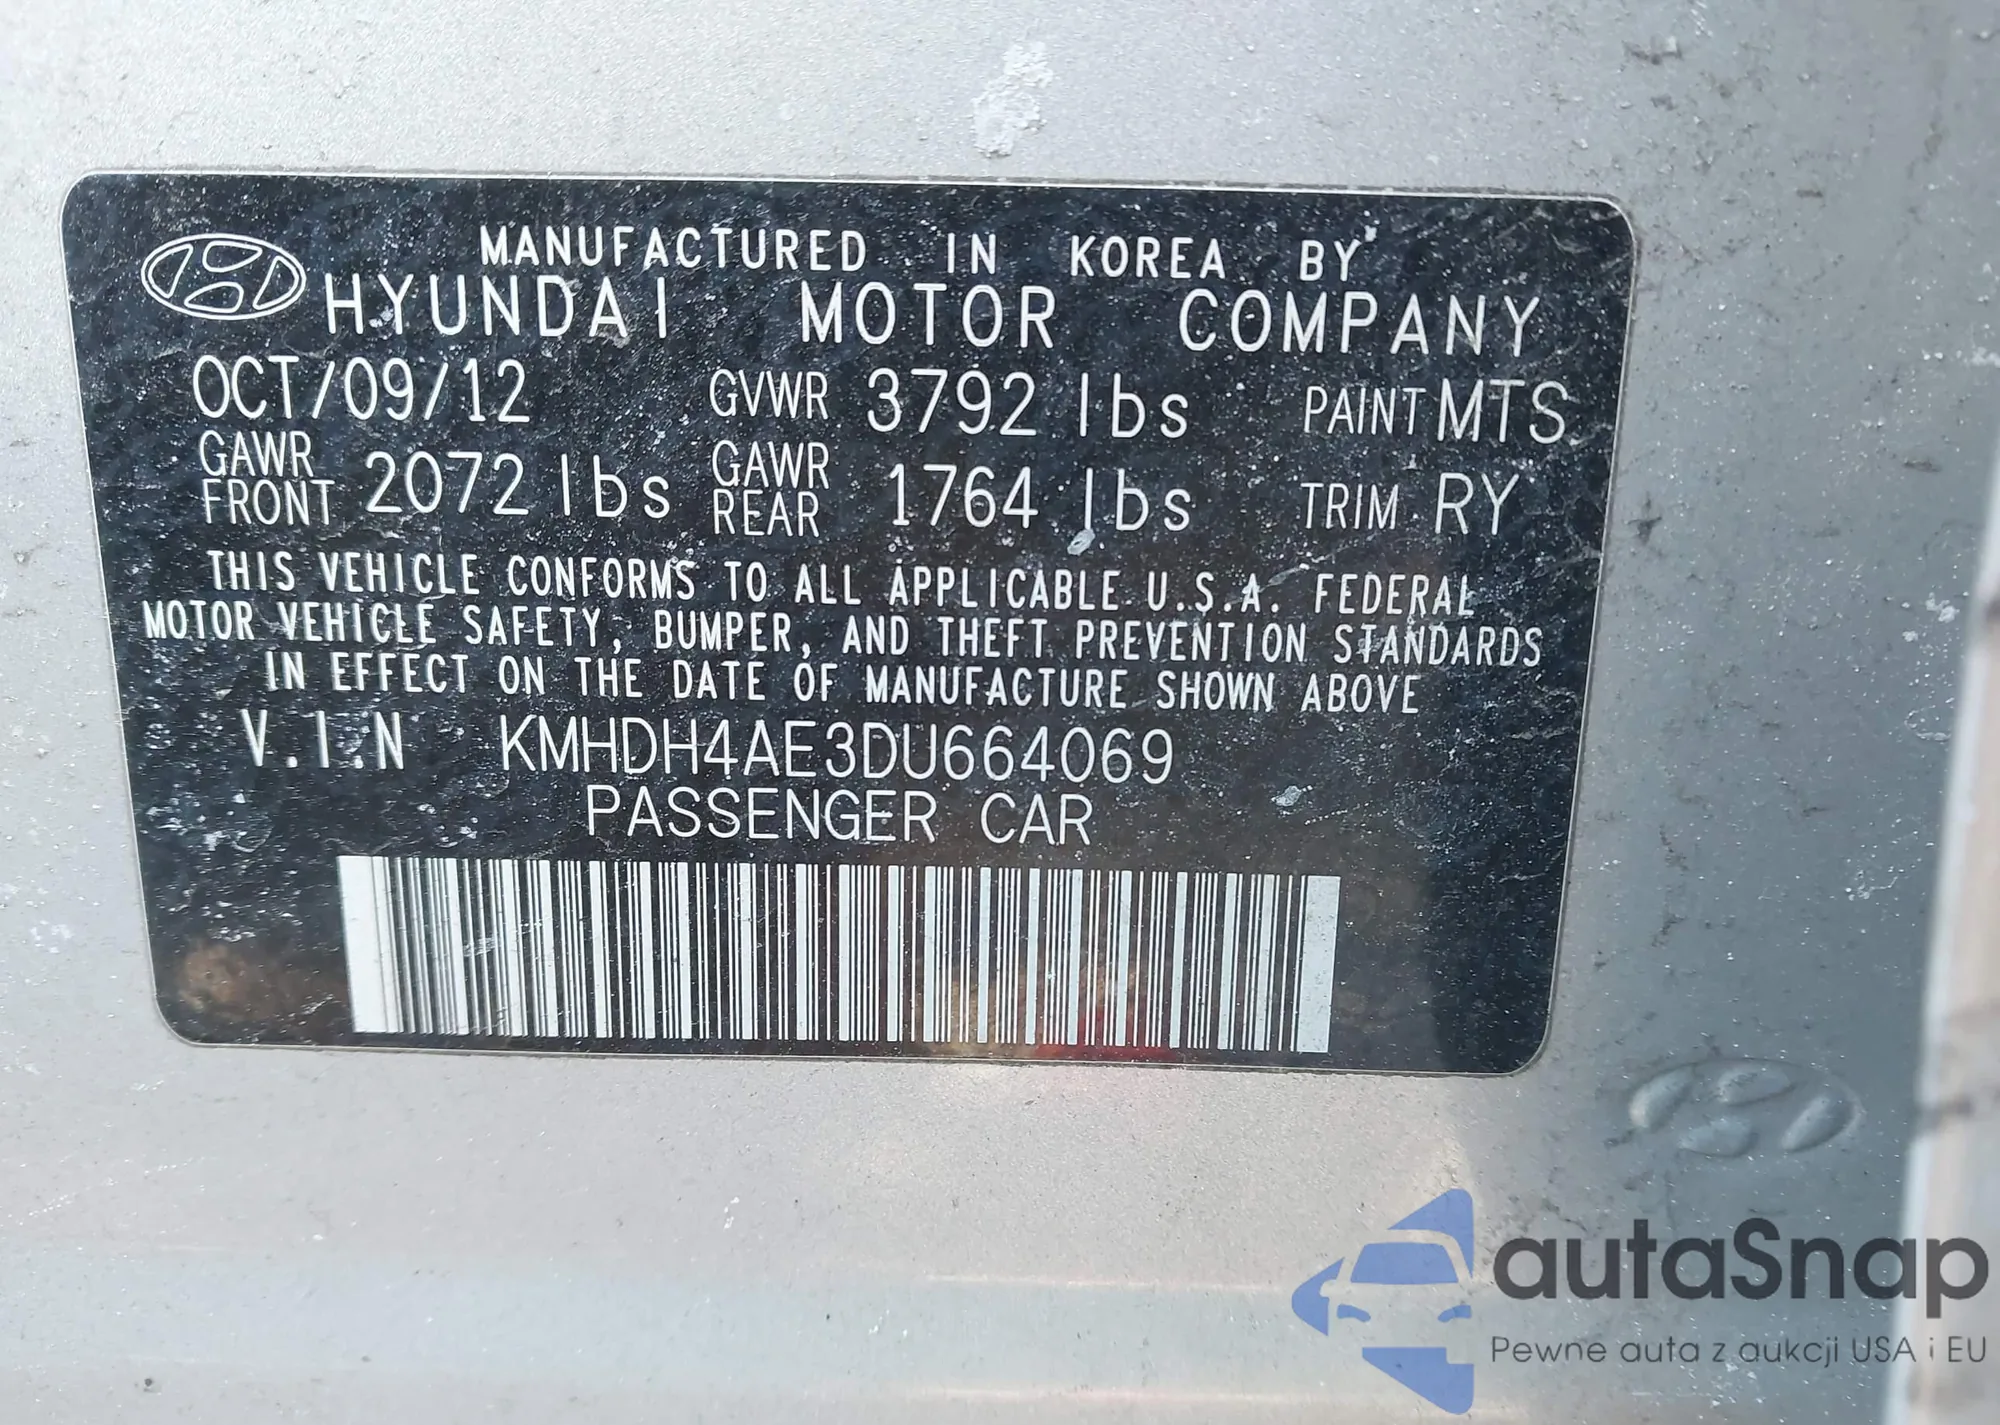 MANUFACTURED IN KOREA BY
HYUNDAI MOTOR COMPANY
OCT/09/12 GVWR 3792 lbs PAINT MTS
GAWR FRONT 2072 lbs GAWR REAR 1764 lbs TRIM RY
THIS VEHICLE CONFORMS TO ALL APPLICABLE U.S.A. FEDERAL
MOTOR VEHICLE SAFETY, BUMPER, AND THEFT PREVENTION STANDARDS
IN EFFECT ON THE DATE OF MANUFACTURE SHOWN ABOVE
V.I.N KMHDH4AE3DU664069
PASSENGER CAR
autaSnap
Pewne auta z aukcji USA i EU